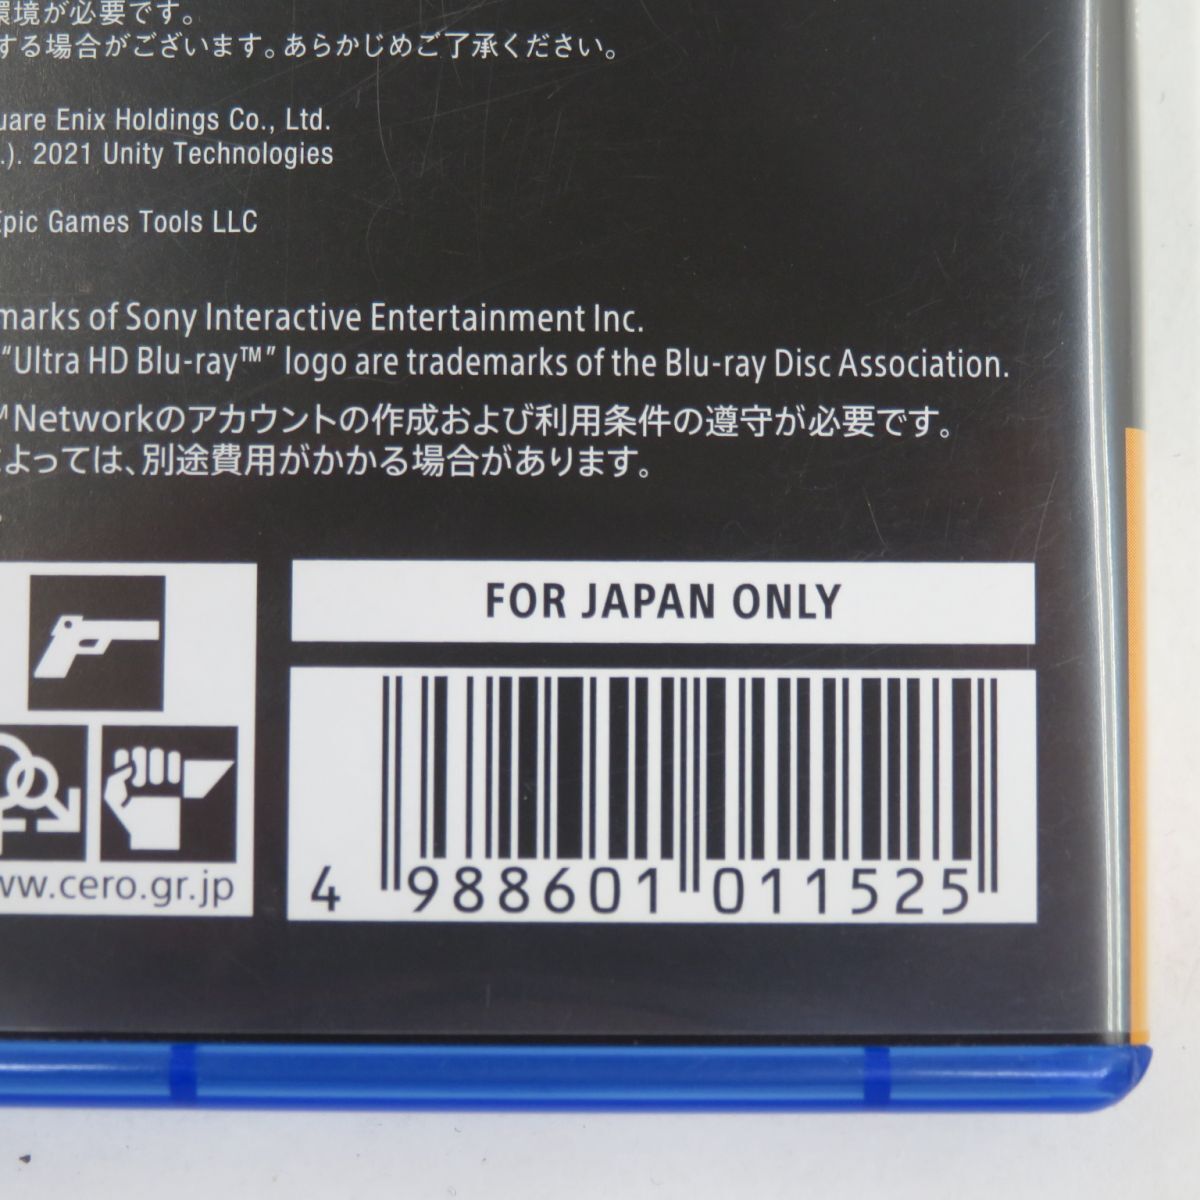 環境が必要です。
する場合がございます。あらかじめご了承ください。
uare Enix Holdings Co., Ltd.
.). 2021 Unity Technologies
Epic Games Tools LLC
marks of Sony Interactive Entertainment Inc.
“Ultra HD Blu-ray™” logo are trademarks of the Blu-ray Disc Association.
™Networkのアカウントの作成および利用条件の遵守が必要です。
よっては、別途費用がかかる場合があります。
FOR JAPAN ONLY
ww.cero.gr.jp
4 988601 011525